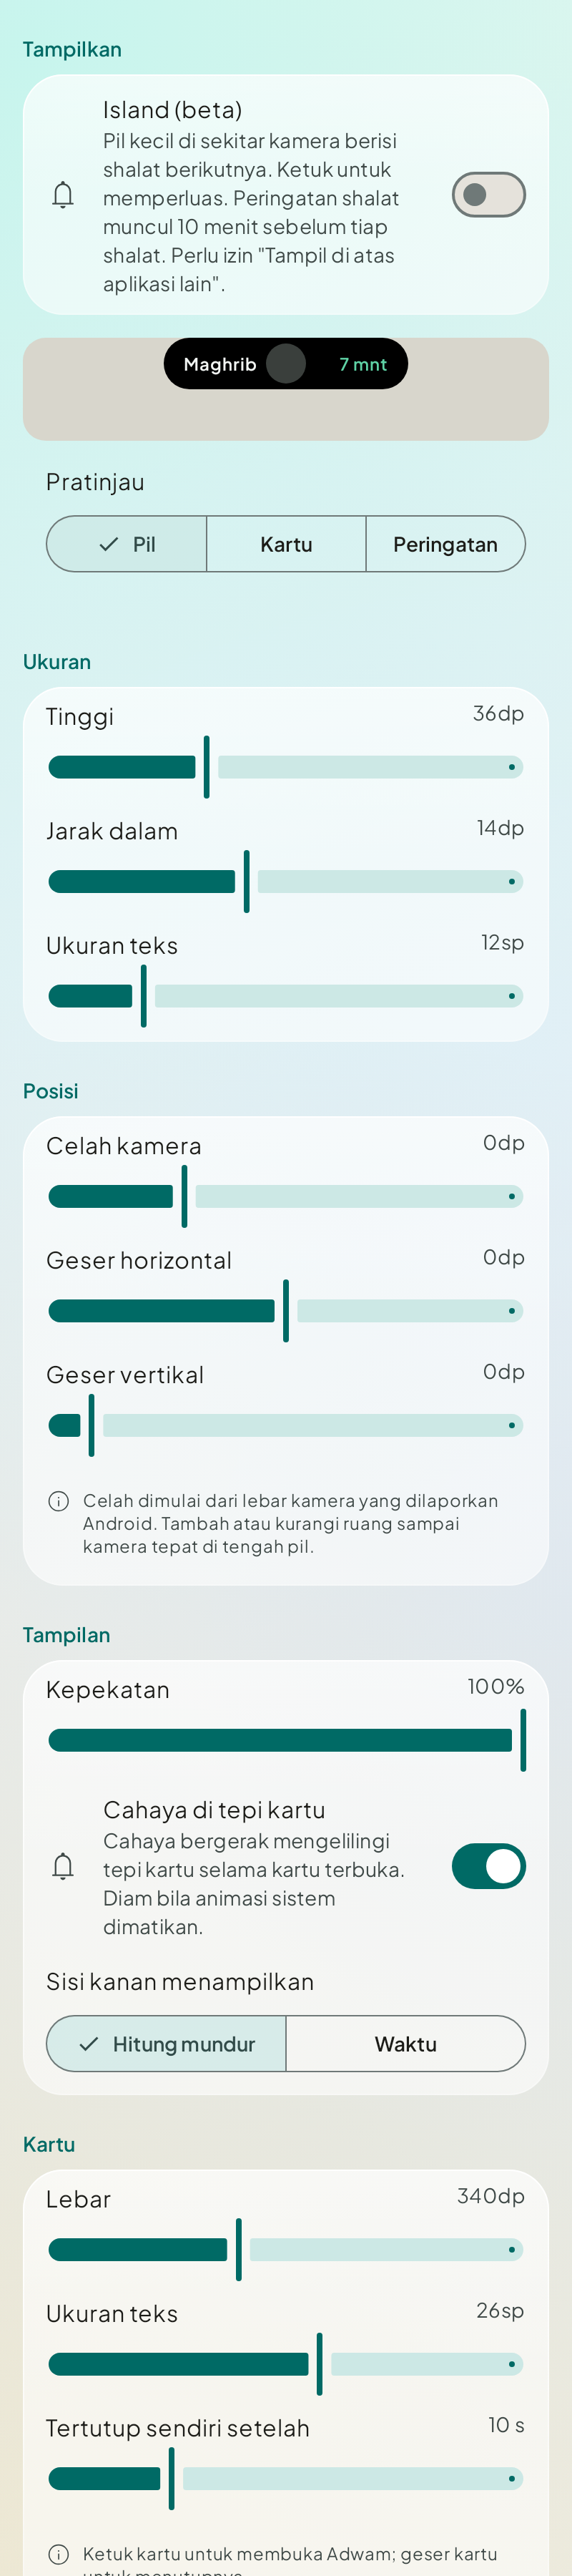 Tampilkan
Island (beta)
Pil kecil di sekitar kamera berisi
shalat berikutnya. Ketuk untuk
memperluas. Peringatan shalat
muncul 10 menit sebelum tiap
shalat. Perlu izin "Tampil di atas
aplikasi lain".
Maghrib 7 mnt
Pratinjau
Pil Kartu Peringatan
Ukuran
Tinggi 36dp
Jarak dalam 14dp
Ukuran teks 12sp
Posisi
Celah kamera 0dp
Geser horizontal 0dp
Geser vertikal 0dp
Celah dimulai dari lebar kamera yang dilaporkan
Android. Tambah atau kurangi ruang sampai
kamera tepat di tengah pil.
Tampilan
Kepekatan 100%
Cahaya di tepi kartu
Cahaya bergerak mengelilingi
tepi kartu selama kartu terbuka.
Diam bila animasi sistem
dimatikan.
Sisi kanan menampilkan
Hitung mundur Waktu
Kartu
Lebar 340dp
Ukuran teks 26sp
Tertutup sendiri setelah 10 s
Ketuk kartu untuk membuka Adwam; geser kartu